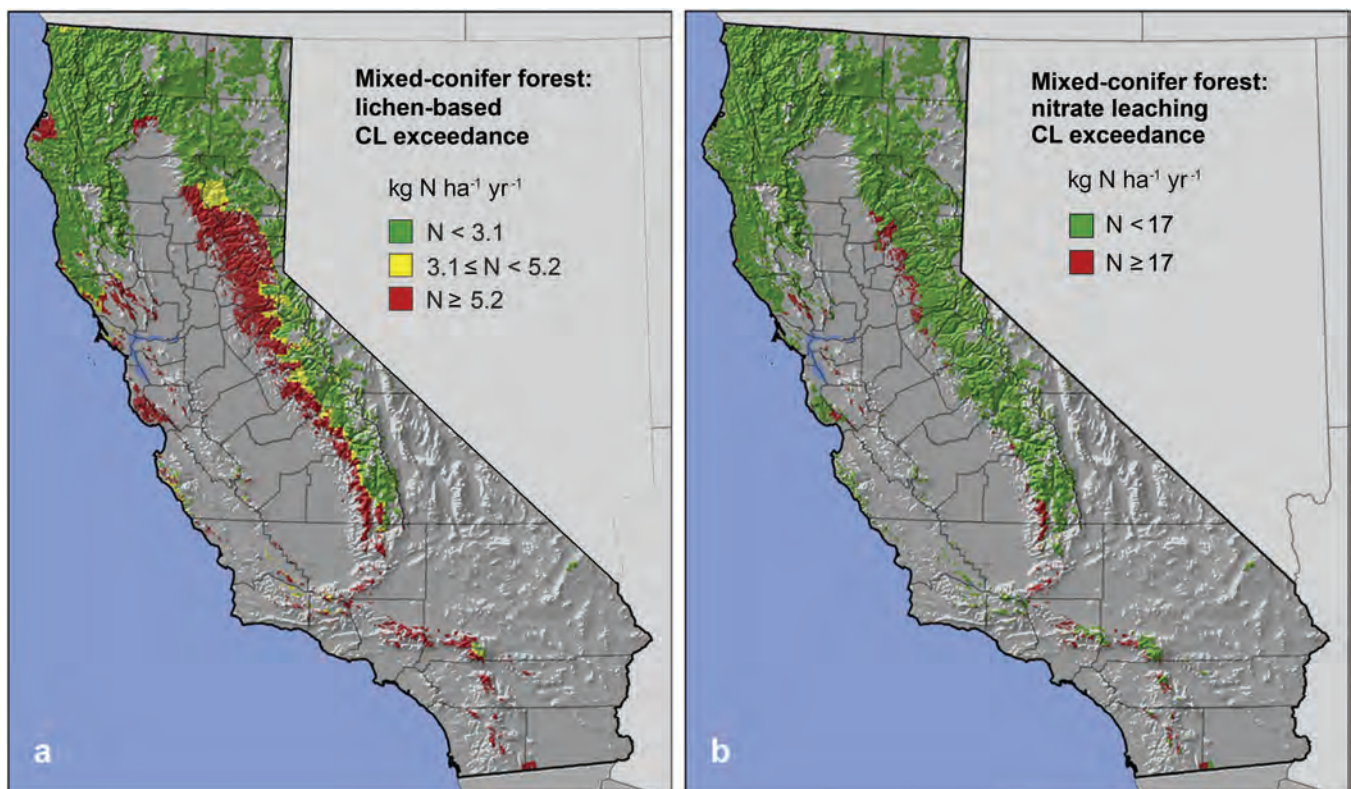 Mixed-conifer forest:
lichen-based
CL exceedance
kg N ha⁻¹ yr⁻¹
N < 3.1
3.1 ≤ N < 5.2
N ≥ 5.2
a
Mixed-conifer forest:
nitrate leaching
CL exceedance
kg N ha⁻¹ yr⁻¹
N < 17
N ≥ 17
b